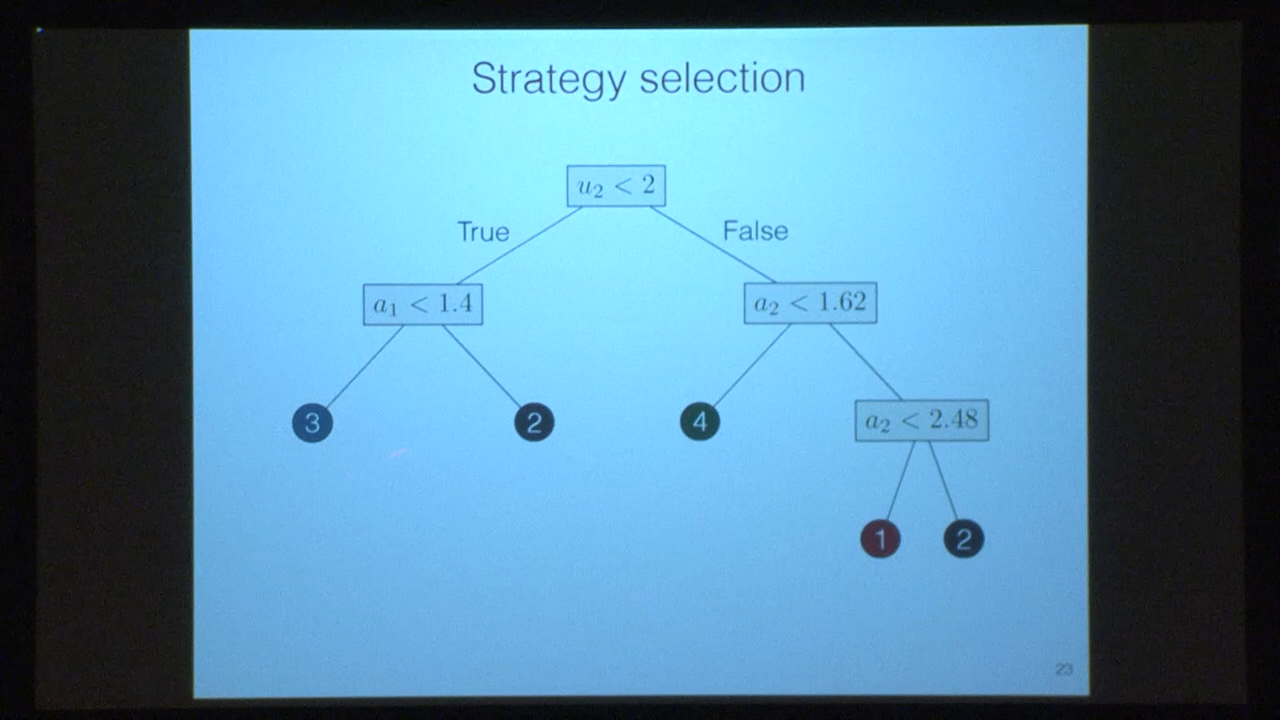 Strategy selection
u₂ < 2
True
False
a₁ < 1.4
a₂ < 1.62
3
2
4
a₂ < 2.48
1
2
23